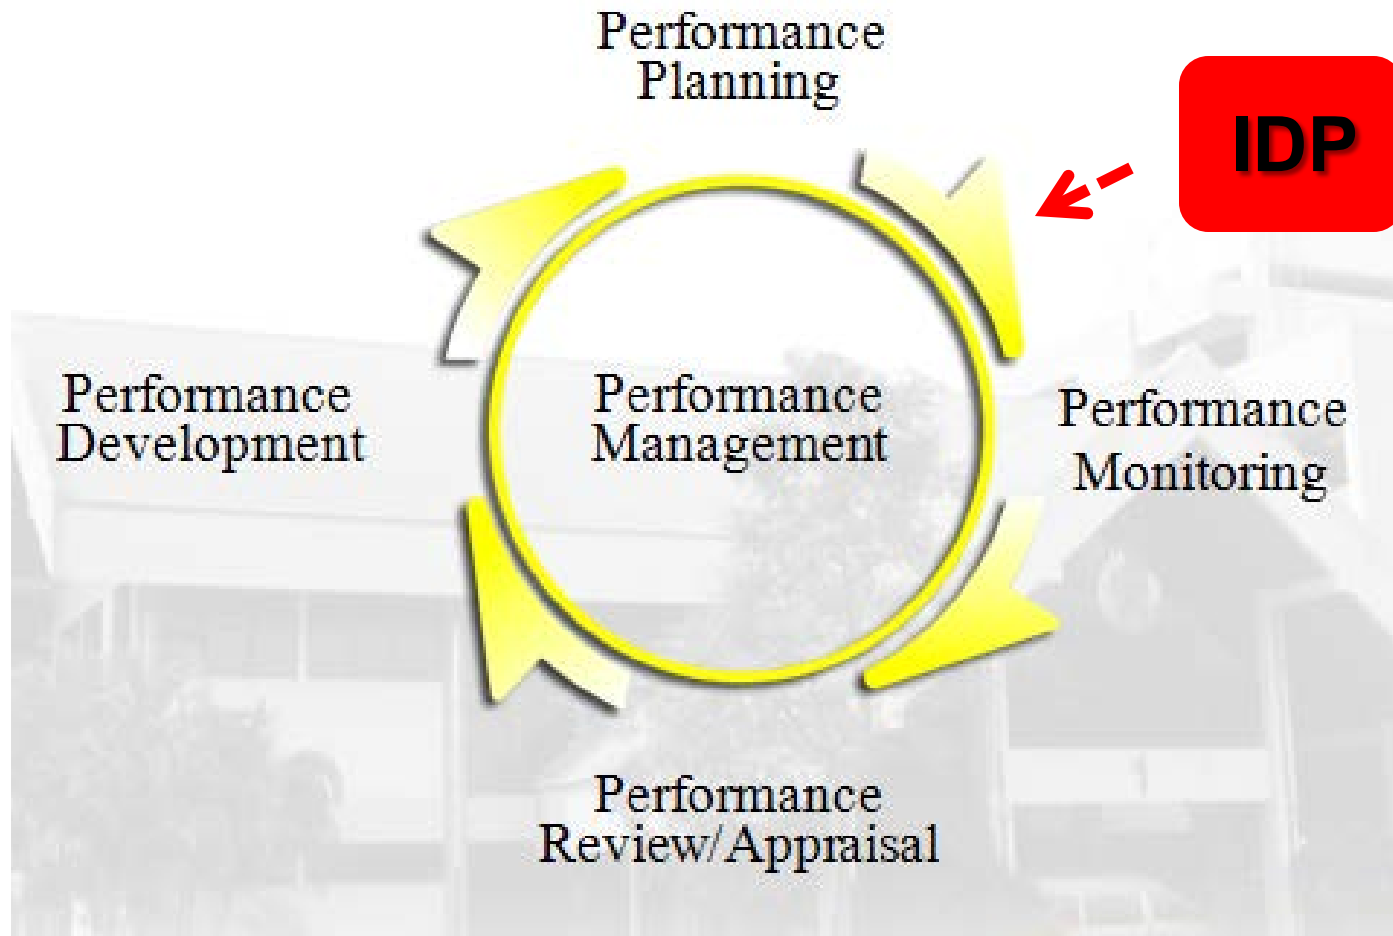 Performance
Planning
IDP
Performance
Development
Performance
Management
Performance
Monitoring
Performance
Review/Appraisal